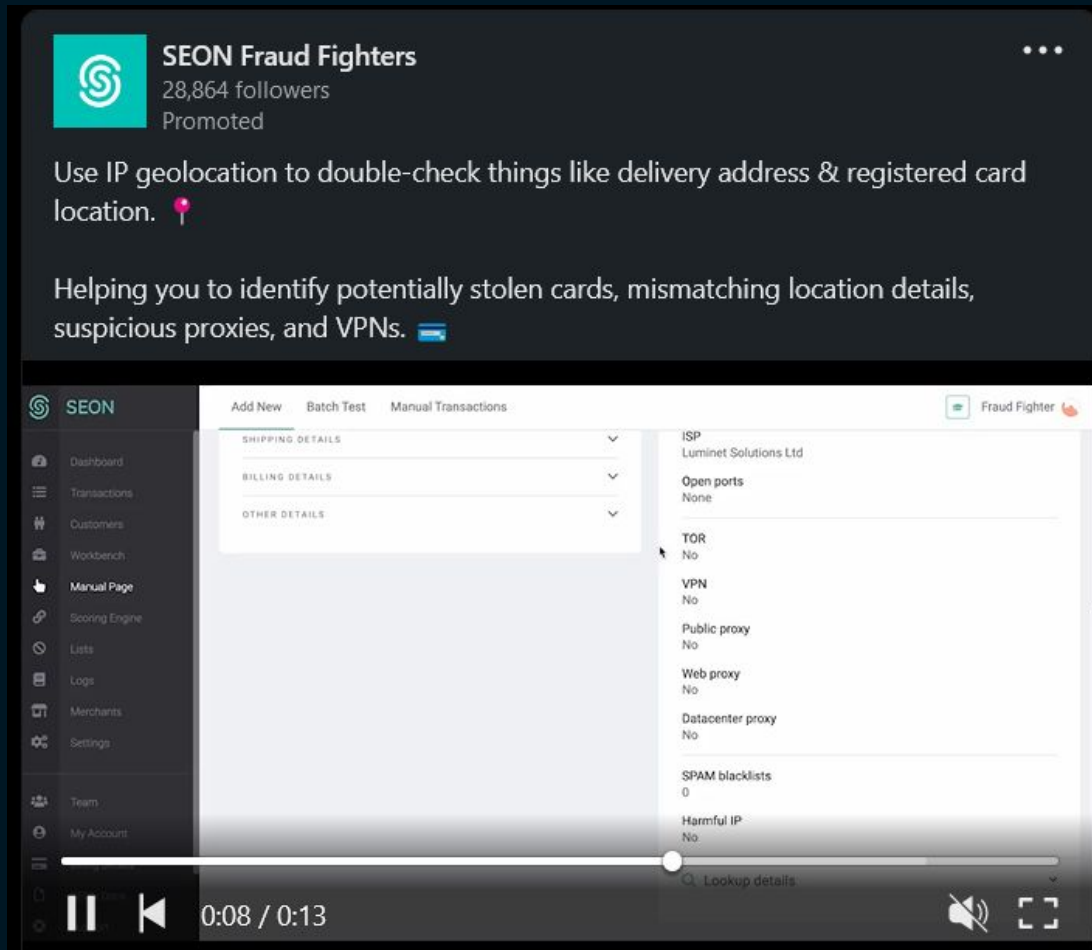 SEON Fraud Fighters
28,864 followers
Promoted
Use IP geolocation to double-check things like delivery address & registered card
location. 📍
Helping you to identify potentially stolen cards, mismatching location details,
suspicious proxies, and VPNs. 💳
SEON
Add New Batch Test Manual Transactions
Fraud Fighter
Dashboard
Transactions
Customers
Workbench
Manual Page
Scoring Engine
Lists
Logs
Merchants
Settings
Team
My Account
SHIPPING DETAILS
BILLING DETAILS
OTHER DETAILS
ISP
Luminet Solutions Ltd
Open ports
None
TOR
No
VPN
No
Public proxy
No
Web proxy
No
Datacenter proxy
No
SPAM blacklists
0
Harmful IP
No
Lookup details
0:08 / 0:13